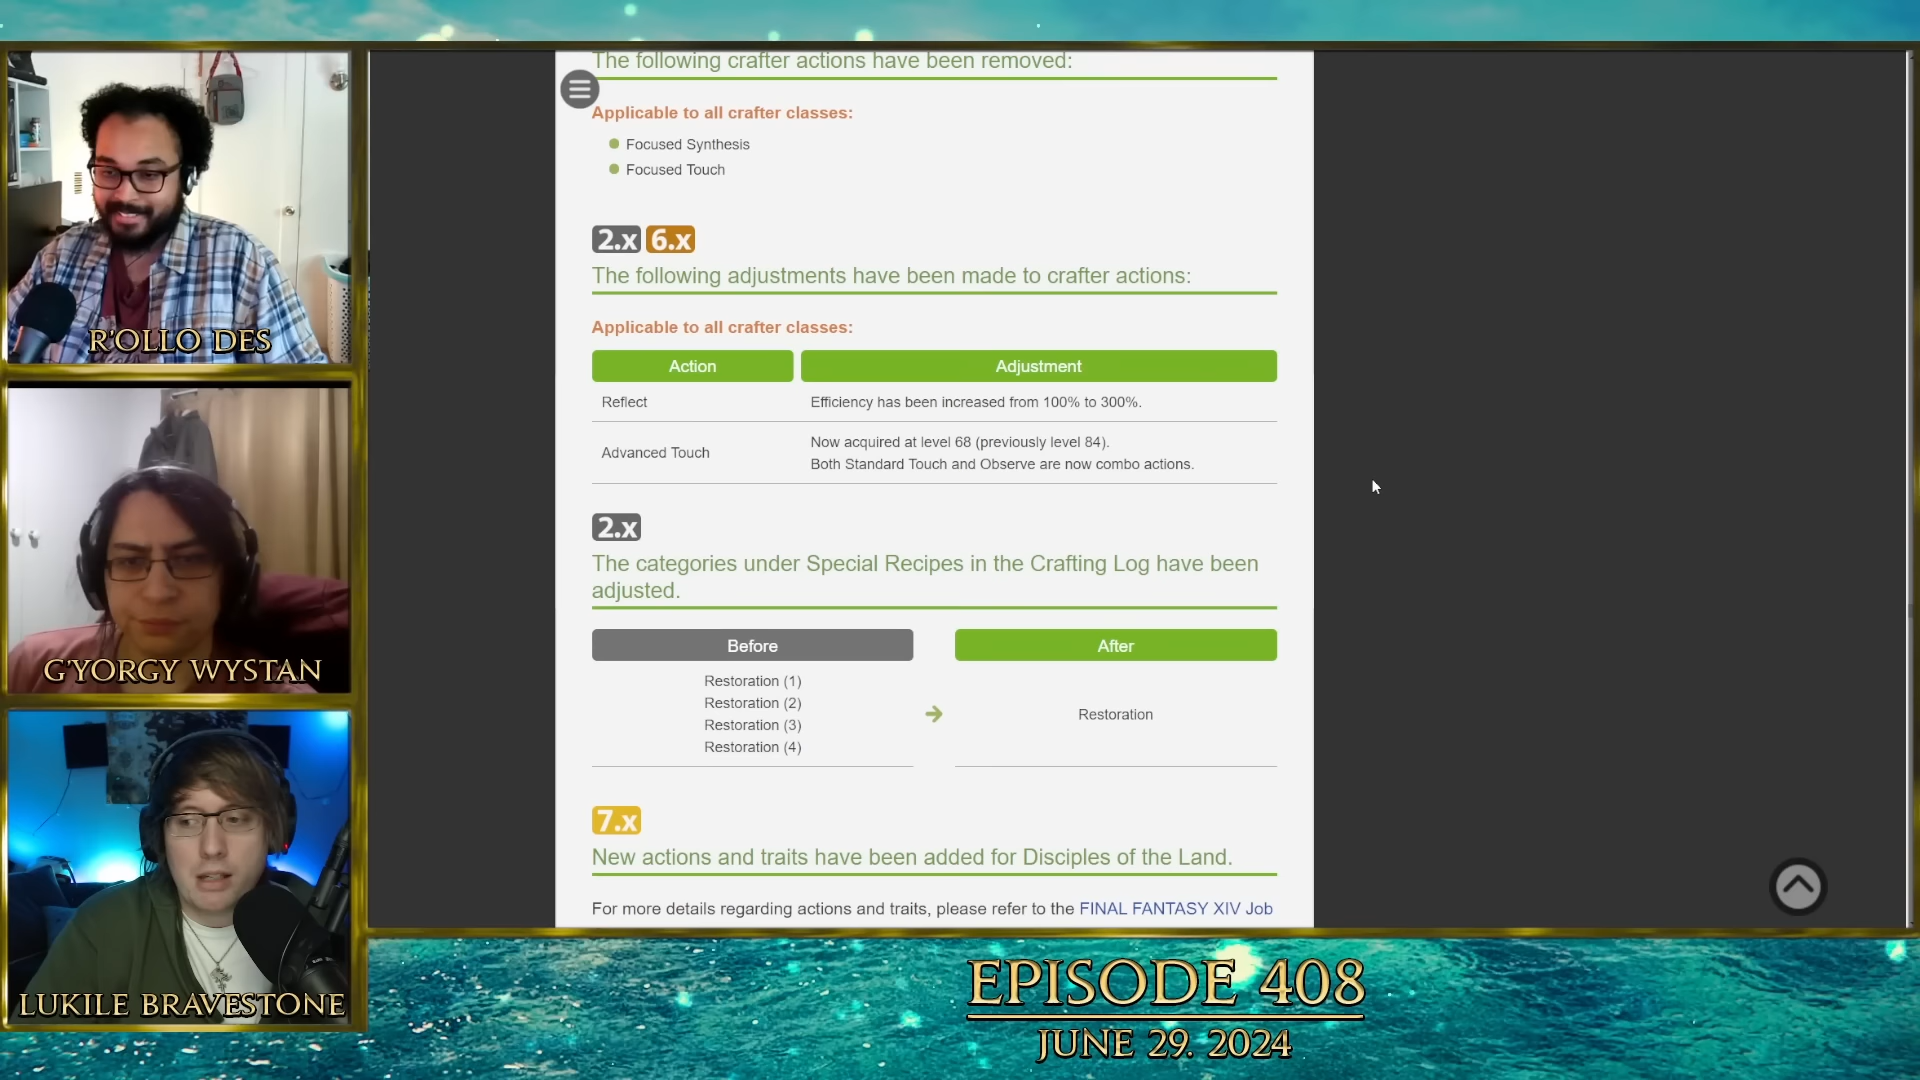 The following crafter actions have been removed:
Applicable to all crafter classes:
Focused Synthesis
Focused Touch
2.x 6.x
The following adjustments have been made to crafter actions:
Applicable to all crafter classes:
Action Adjustment
Reflect Efficiency has been increased from 100% to 300%.
Advanced Touch Now acquired at level 68 (previously level 84).
Both Standard Touch and Observe are now combo actions.
2.x
The categories under Special Recipes in the Crafting Log have been
adjusted.
Before After
Restoration (1)
Restoration (2)
Restoration (3)
Restoration (4)
Restoration
7.x
New actions and traits have been added for Disciples of the Land.
For more details regarding actions and traits, please refer to the FINAL FANTASY XIV Job
R'OLLO DES
G'YORGY WYSTAN
LUKILE BRAVESTONE
EPISODE 408
JUNE 29. 2024